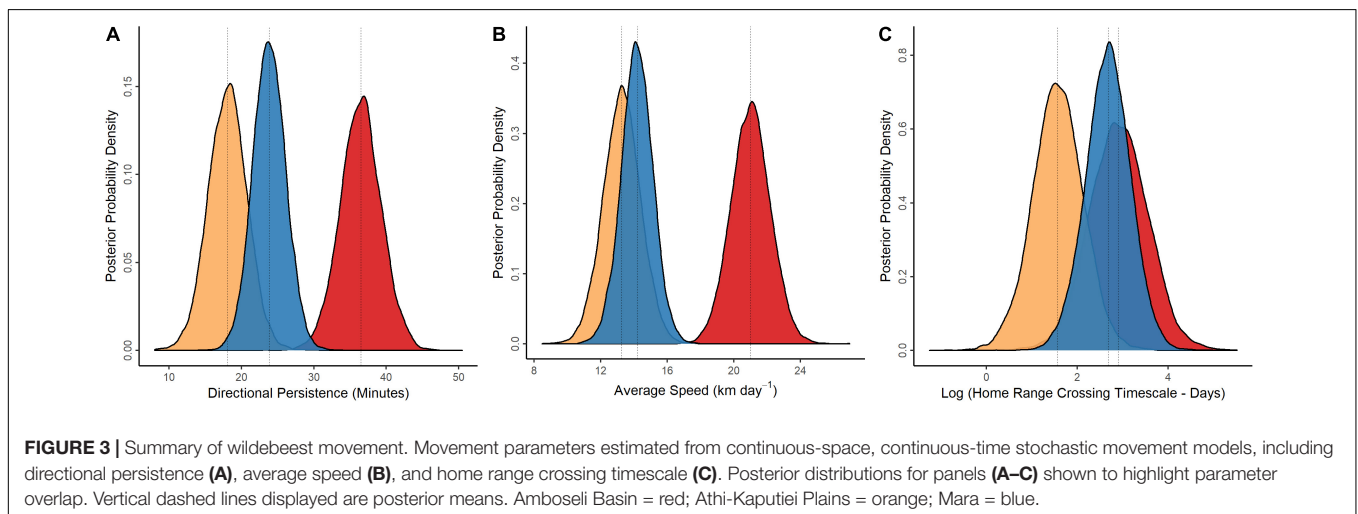 A
Posterior Probability Density
0.15
0.10
0.05
0.00
10 20 30 40 50
Directional Persistence (Minutes)
B
Posterior Probability Density
0.4
0.3
0.2
0.1
0.0
8 12 16 20 24
Average Speed (km day⁻¹)
C
Posterior Probability Density
0.8
0.6
0.4
0.2
0.0
0 2 4
Log (Home Range Crossing Timescale - Days)
FIGURE 3 | Summary of wildebeest movement. Movement parameters estimated from continuous-space, continuous-time stochastic movement models, including
directional persistence (A), average speed (B), and home range crossing timescale (C). Posterior distributions for panels (A–C) shown to highlight parameter
overlap. Vertical dashed lines displayed are posterior means. Amboseli Basin = red; Athi-Kaputiei Plains = orange; Mara = blue.